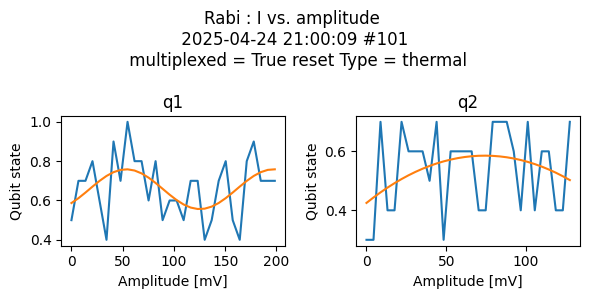 Rabi : I vs. amplitude
2025-04-24 21:00:09 #101
multiplexed = True reset Type = thermal
q1
q2
Qubit state
1.0
0.8
0.6
0.4
0
50
100
150
200
Amplitude [mV]
Qubit state
0.6
0.4
0
100
Amplitude [mV]